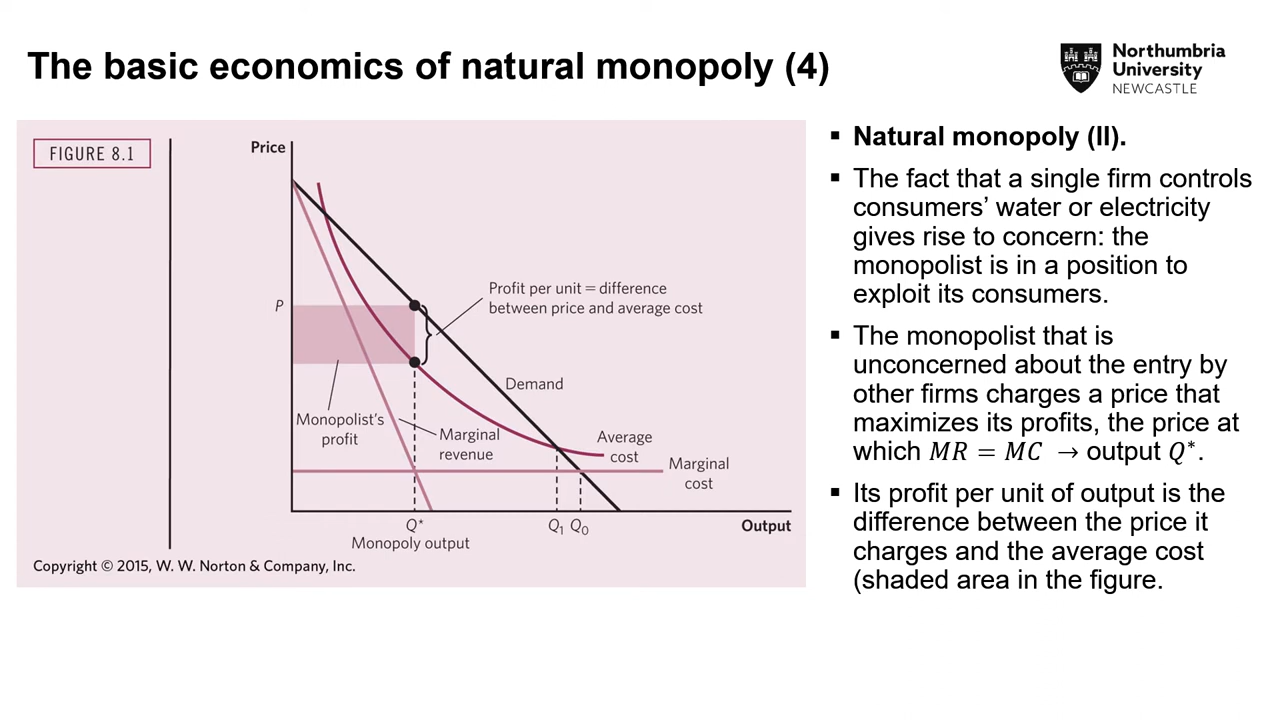 The basic economics of natural monopoly (4)
Northumbria
University
NEWCASTLE
FIGURE 8.1
Price
P
Profit per unit = difference
between price and average cost
Demand
Monopolist's
profit
Marginal
revenue
Average
cost
Marginal
cost
Q*
Q₁ Q₀
Output
Monopoly output
Copyright © 2015, W. W. Norton & Company, Inc.
▪ Natural monopoly (II).
▪ The fact that a single firm controls
consumers’ water or electricity
gives rise to concern: the
monopolist is in a position to
exploit its consumers.
▪ The monopolist that is
unconcerned about the entry by
other firms charges a price that
maximizes its profits, the price at
which 𝑀𝑅 = 𝑀𝐶 → output 𝑄*.
▪ Its profit per unit of output is the
difference between the price it
charges and the average cost
(shaded area in the figure.